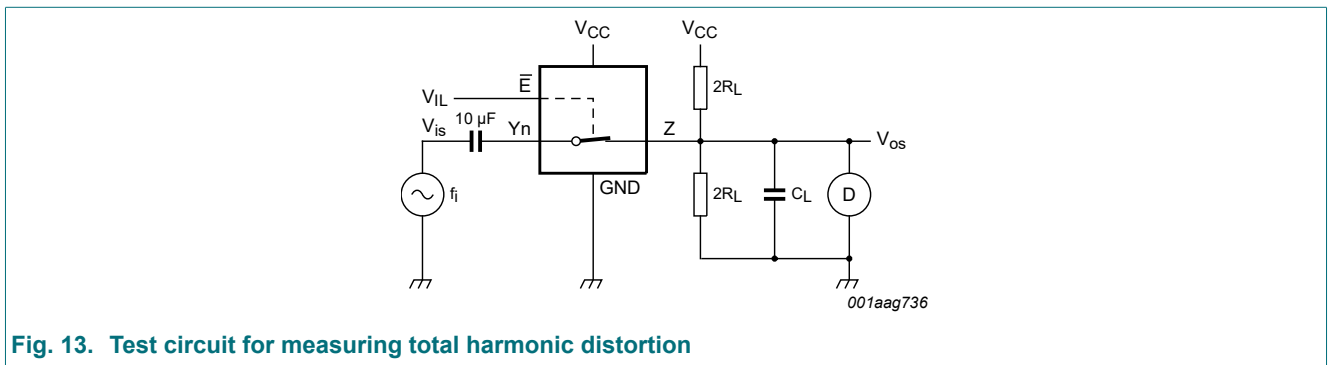 VCC VCC
E̅
2RL
VIL
Vis 10 μF Yn Z
Vos
GND
fi 2RL CL D
001aag736
Fig. 13. Test circuit for measuring total harmonic distortion